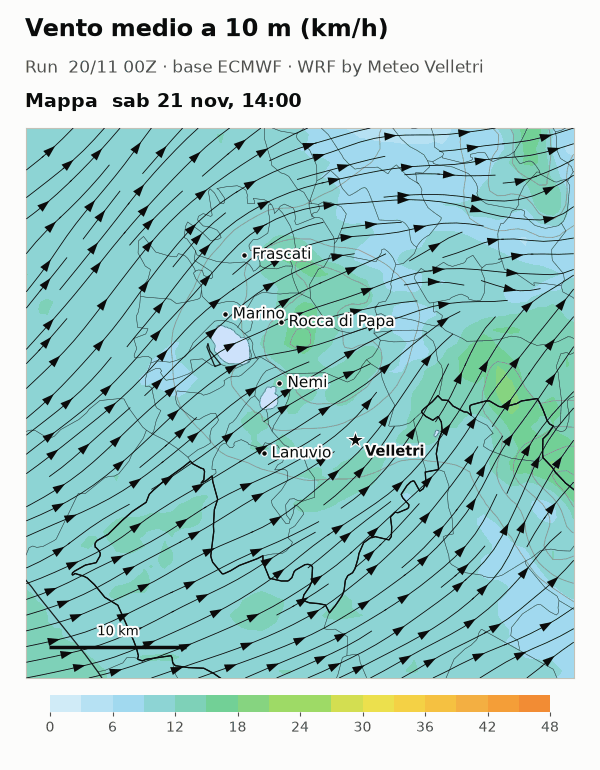 Vento medio a 10 m (km/h)
Run  20/11 00Z · base ECMWF · WRF by Meteo Velletri
Mappa  sab 21 nov, 14:00
Frascati
Marino
Rocca di Papa
Nemi
Velletri
Lanuvio
10 km
0 6 12 18 24 30 36 42 48